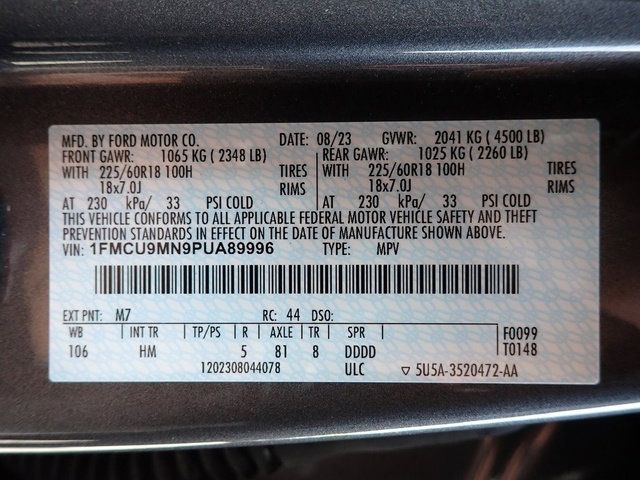 MFD. BY FORD MOTOR CO. DATE: 08/23 GVWR: 2041 KG ( 4500 LB)
FRONT GAWR: 1065 KG ( 2348 LB) REAR GAWR: 1025 KG ( 2260 LB)
WITH 225/60R18 100H TIRES WITH 225/60R18 100H TIRES
18x7.0J RIMS 18x7.0J RIMS
AT 230 kPa/ 33 PSI COLD AT 230 kPa/ 33 PSI COLD
THIS VEHICLE CONFORMS TO ALL APPLICABLE FEDERAL MOTOR VEHICLE SAFETY AND THEFT
PREVENTION STANDARDS IN EFFECT ON THE DATE OF MANUFACTURE SHOWN ABOVE.
VIN: 1FMCU9MN9PUA89996 TYPE: MPV
EXT PNT: M7 RC: 44 DSO:
WB INT TR TP/PS R AXLE TR SPR F0099
106 HM 5 81 8 DDDD T0148
1202308044078 ULC ▽ 5U5A-3520472-AA